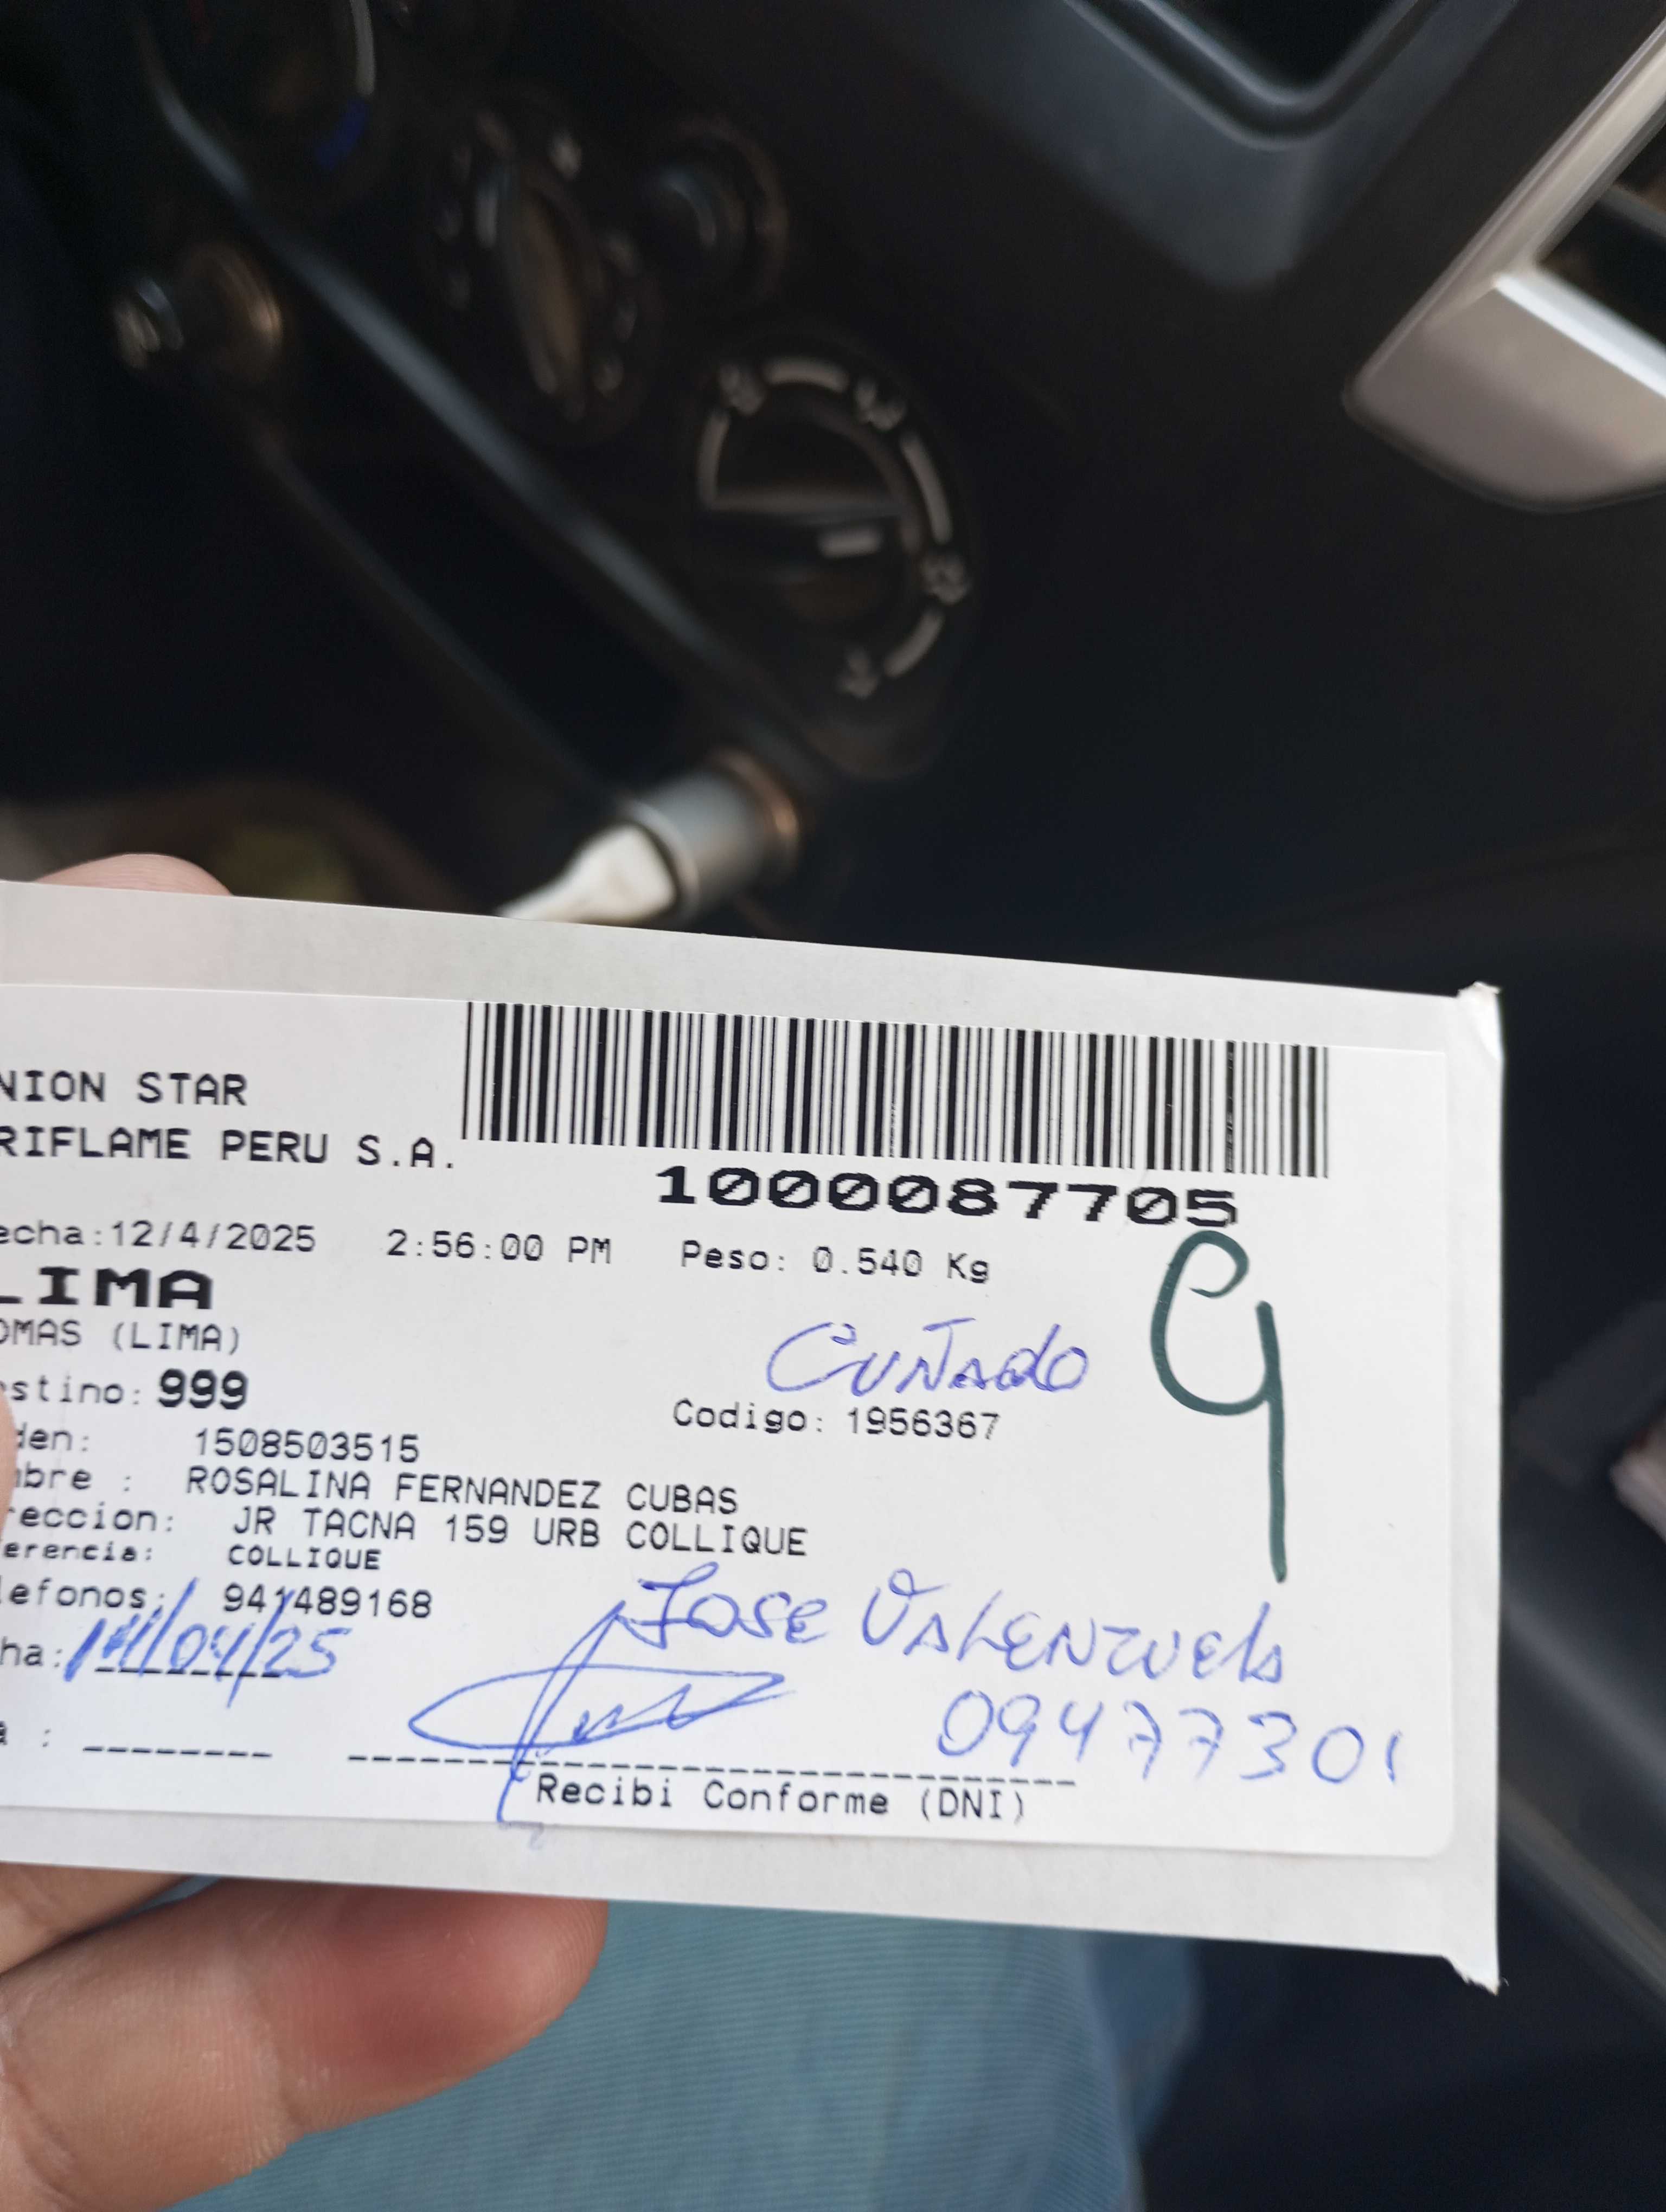 NION STAR
RIFLAME PERU S.A.
1000087705
echa:12/4/2025 2:56:00 PM Peso: 0.540 Kg
LIMA
OMAS (LIMA)
CUÑADO
stino: 999
Codigo: 1956367
den: 1508503515
mbre : ROSALINA FERNANDEZ CUBAS
reccion: JR TACNA 159 URB COLLIQUE
erencia: COLLIQUE
lefonos: 941489168
JOSE VALENZUELA
ha: 14/04/25
09477301
a :
Recibi Conforme (DNI)